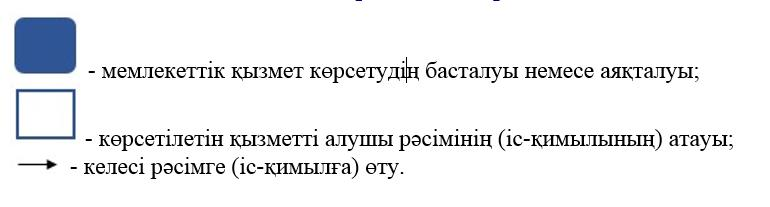 - мемлекеттік қызмет көрсетудің басталуы немесе аяқталуы;
- көрсетілетін қызметті алушы рәсімінің (іс-қимылының) атауы;
- келесі рәсімге (іс-қимылға) өту.